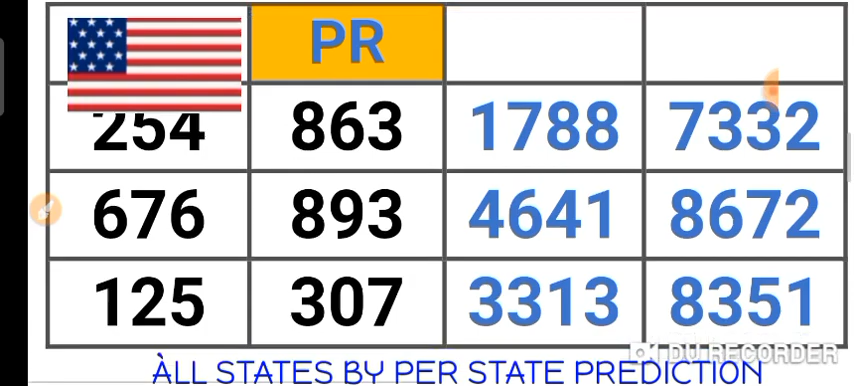 PR
254 863 1788 7332
676 893 4641 8672
125 307 3313 8351
DU RECORDER
ÀLL STATES BY PER STATE PREDICTION